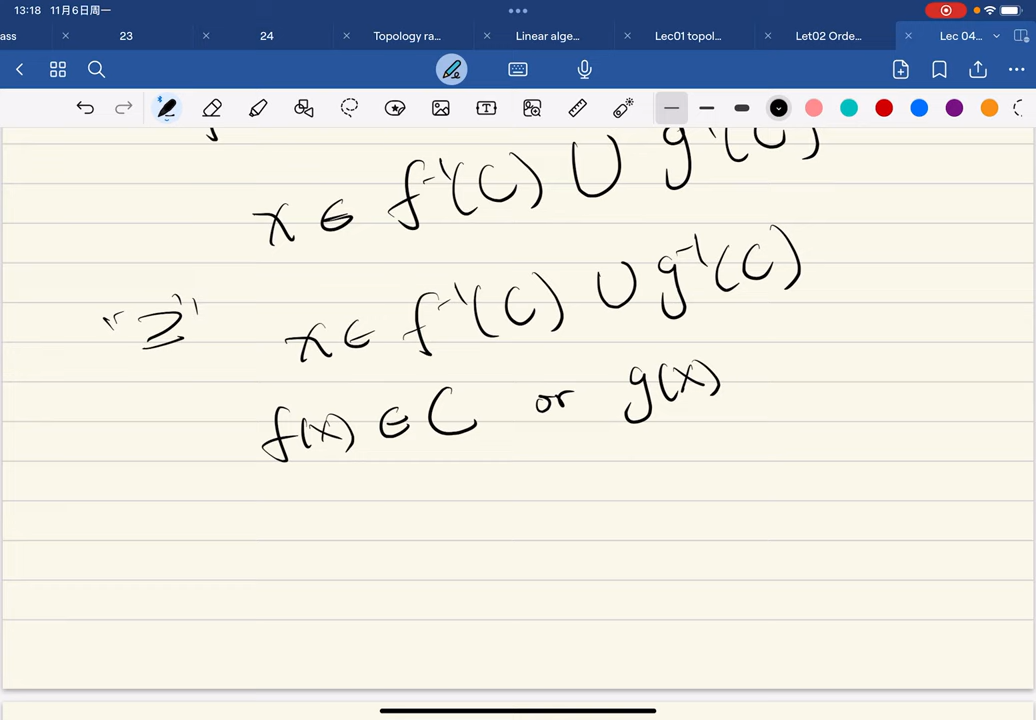 13:18 11月6日周一
ass 23 24 Topology ra... Linear alge... Lec01 topol... Let02 Orde... Lec 04...
x ∈ f⁻¹(C) ∪ g⁻¹(C)
"⊇" x ∈ f⁻¹(C) ∪ g⁻¹(C)
f(x) ∈ C or g(x)